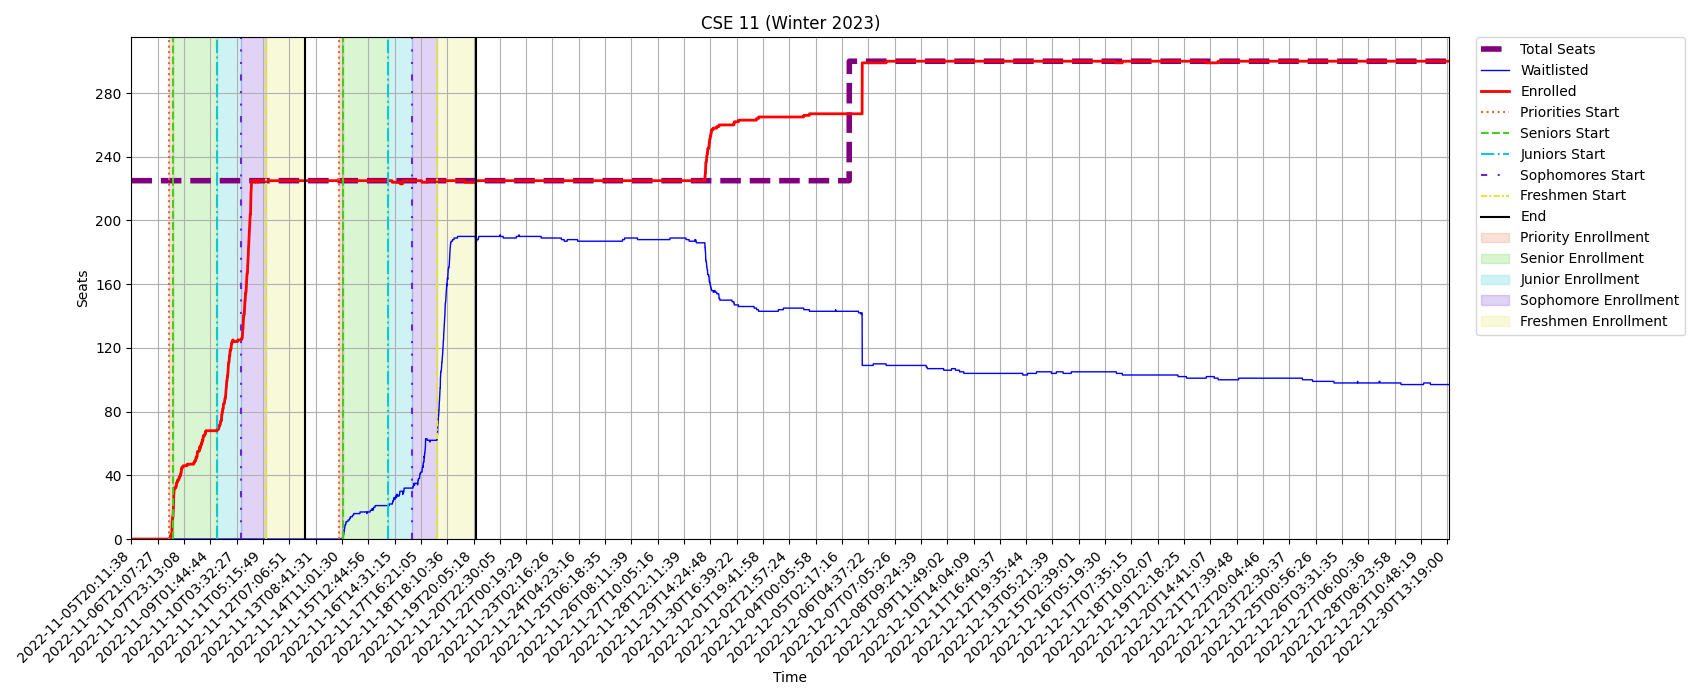 CSE 11 (Winter 2023)
Total Seats
Waitlisted
Enrolled
Priorities Start
Seniors Start
Juniors Start
Sophomores Start
Freshmen Start
End
Priority Enrollment
Senior Enrollment
Junior Enrollment
Sophomore Enrollment
Freshmen Enrollment
Seats
280
240
200
160
120
80
40
0
2022-11-05T20:11:38
2022-11-06T21:07:27
2022-11-07T23:13:08
2022-11-09T01:44:44
2022-11-10T03:32:27
2022-11-11T05:15:49
2022-11-12T07:06:51
2022-11-13T08:41:31
2022-11-14T11:01:30
2022-11-15T12:44:56
2022-11-16T14:31:15
2022-11-17T16:21:05
2022-11-18T18:10:36
2022-11-19T20:05:18
2022-11-20T22:30:05
2022-11-22T00:19:29
2022-11-23T02:16:26
2022-11-24T04:23:16
2022-11-25T06:18:35
2022-11-26T08:11:39
2022-11-27T10:05:16
2022-11-28T12:11:39
2022-11-29T14:24:48
2022-11-30T16:39:22
2022-12-01T19:41:58
2022-12-02T21:57:24
2022-12-04T00:05:58
2022-12-05T02:17:16
2022-12-06T04:37:22
2022-12-07T07:05:26
2022-12-08T09:24:39
2022-12-09T11:49:02
2022-12-10T14:04:09
2022-12-11T16:40:37
2022-12-12T19:35:44
2022-12-13T05:21:39
2022-12-15T02:39:01
2022-12-16T05:19:30
2022-12-17T07:35:15
2022-12-18T10:02:07
2022-12-19T12:18:25
2022-12-20T14:41:07
2022-12-21T17:39:48
2022-12-22T20:04:46
2022-12-23T22:30:37
2022-12-25T00:56:26
2022-12-26T03:31:35
2022-12-27T06:00:36
2022-12-28T08:23:58
2022-12-29T10:48:19
2022-12-30T13:19:00
Time